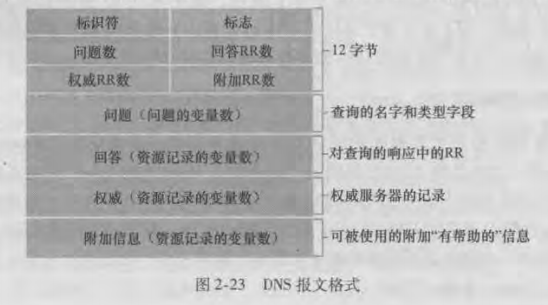 标识符 标志
问题数 回答RR数 12字节
权威RR数 附加RR数
问题（问题的变量数） 查询的名字和类型字段
回答（资源记录的变量数） 对查询的响应中的RR
权威（资源记录的变量数） 权威服务器的记录
附加信息（资源记录的变量数） 可被使用的附加“有帮助的”信息
图 2-23 DNS 报文格式